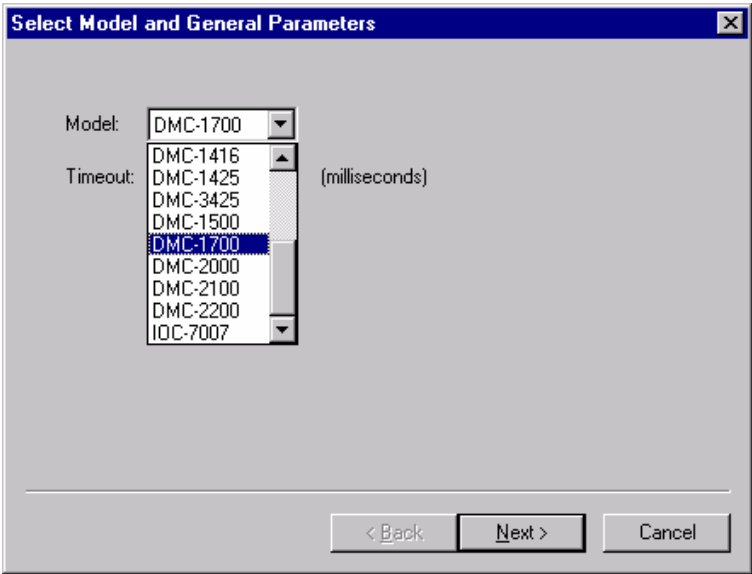 Select Model and General Parameters
Model: DMC-1700
DMC-1416
Timeout: DMC-1425 (milliseconds)
DMC-3425
DMC-1500
DMC-1700
DMC-2000
DMC-2100
DMC-2200
IOC-7007
< Back Next > Cancel